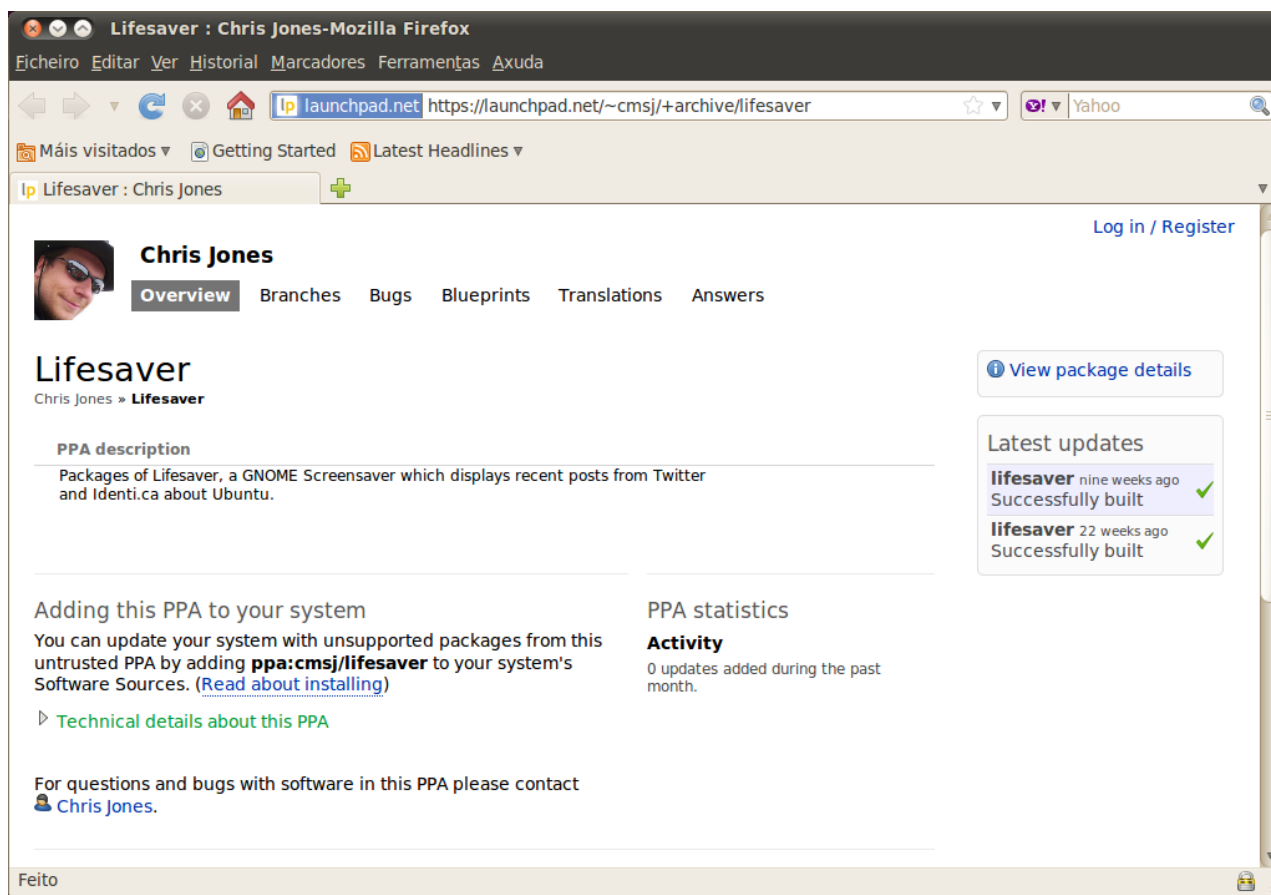 Lifesaver : Chris Jones-Mozilla Firefox
Ficheiro Editar Ver Historial Marcadores Ferramentas Axuda
lp launchpad.net https://launchpad.net/~cmsj/+archive/lifesaver Y! Yahoo
Máis visitados Getting Started Latest Headlines
lp Lifesaver : Chris Jones
Log in / Register
Chris Jones
Overview Branches Bugs Blueprints Translations Answers
Lifesaver
Chris Jones » Lifesaver
PPA description
Packages of Lifesaver, a GNOME Screensaver which displays recent posts from Twitter
and Identi.ca about Ubuntu.
View package details
Latest updates
lifesaver nine weeks ago
Successfully built
lifesaver 22 weeks ago
Successfully built
Adding this PPA to your system
You can update your system with unsupported packages from this
untrusted PPA by adding ppa:cmsj/lifesaver to your system's
Software Sources. (Read about installing)
Technical details about this PPA
For questions and bugs with software in this PPA please contact
Chris Jones.
PPA statistics
Activity
0 updates added during the past
month.
Feito